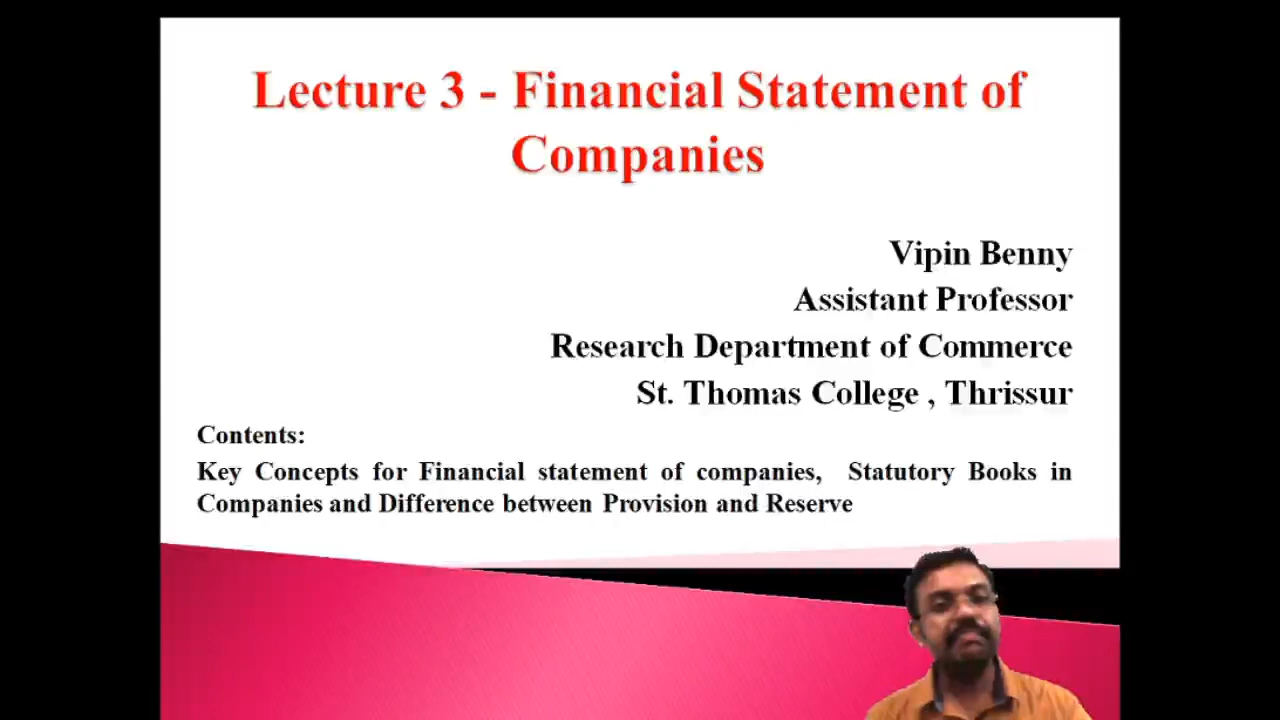 Lecture 3 - Financial Statement of
Companies
Vipin Benny
Assistant Professor
Research Department of Commerce
St. Thomas College , Thrissur
Contents:
Key Concepts for Financial statement of companies, Statutory Books in
Companies and Difference between Provision and Reserve